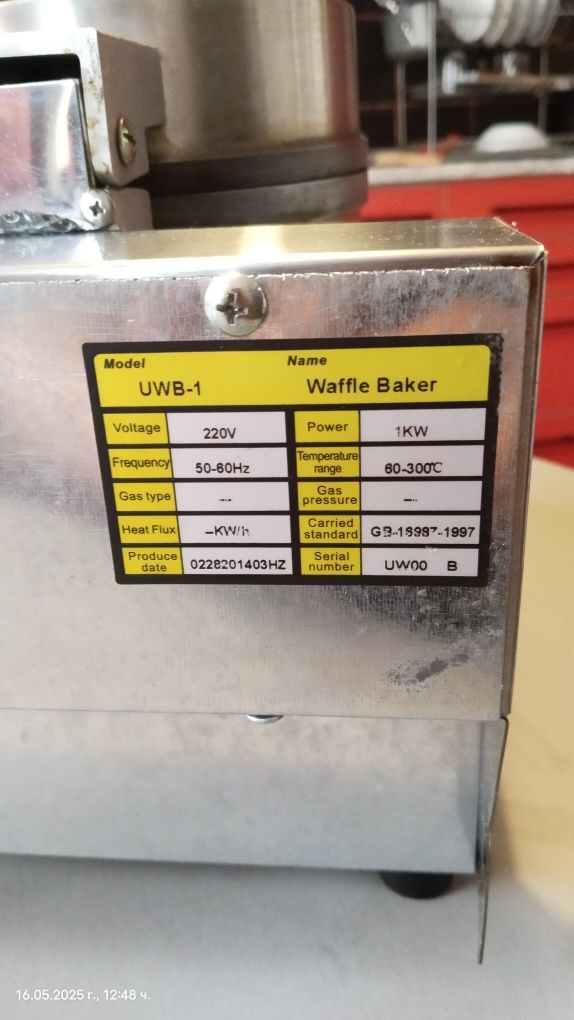 Model Name
UWB-1 Waffle Baker
Voltage 220V Power 1KW
Frequency 50-60Hz Temperature range 60-300℃
Gas type -- Gas pressure --
Heat Flux -KW/h Carried standard 1997
Produce date 0228201403HZ Serial number UW00 B
16.05.2025 г., 12:48 ч.